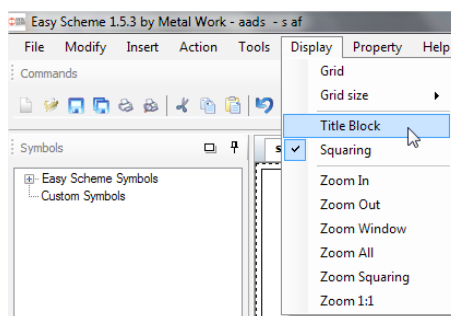 Easy Scheme 1.5.3 by Metal Work - aads - s af
File Modify Insert Action Tools Display Property Help
Commands
Symbols
Easy Scheme Symbols
Custom Symbols
s
Grid
Grid size
Title Block
Squaring
Zoom In
Zoom Out
Zoom Window
Zoom All
Zoom Squaring
Zoom 1:1